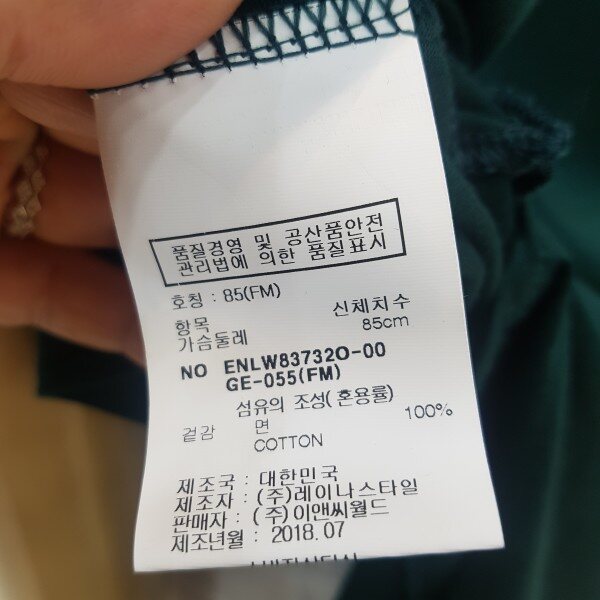 품질경영 및 공산품안전
관리법에 의한 품질표시
호칭 : 85(FM)
항목 신체치수
가슴둘레 85cm
NO ENLW83732O-00
GE-055(FM)
섬유의 조성(혼용률)
겉감 면 100%
COTTON
제조국 : 대한민국
제조자 : (주)레이나스타일
판매자 : (주)이앤씨월드
제조년월 : 2018.07